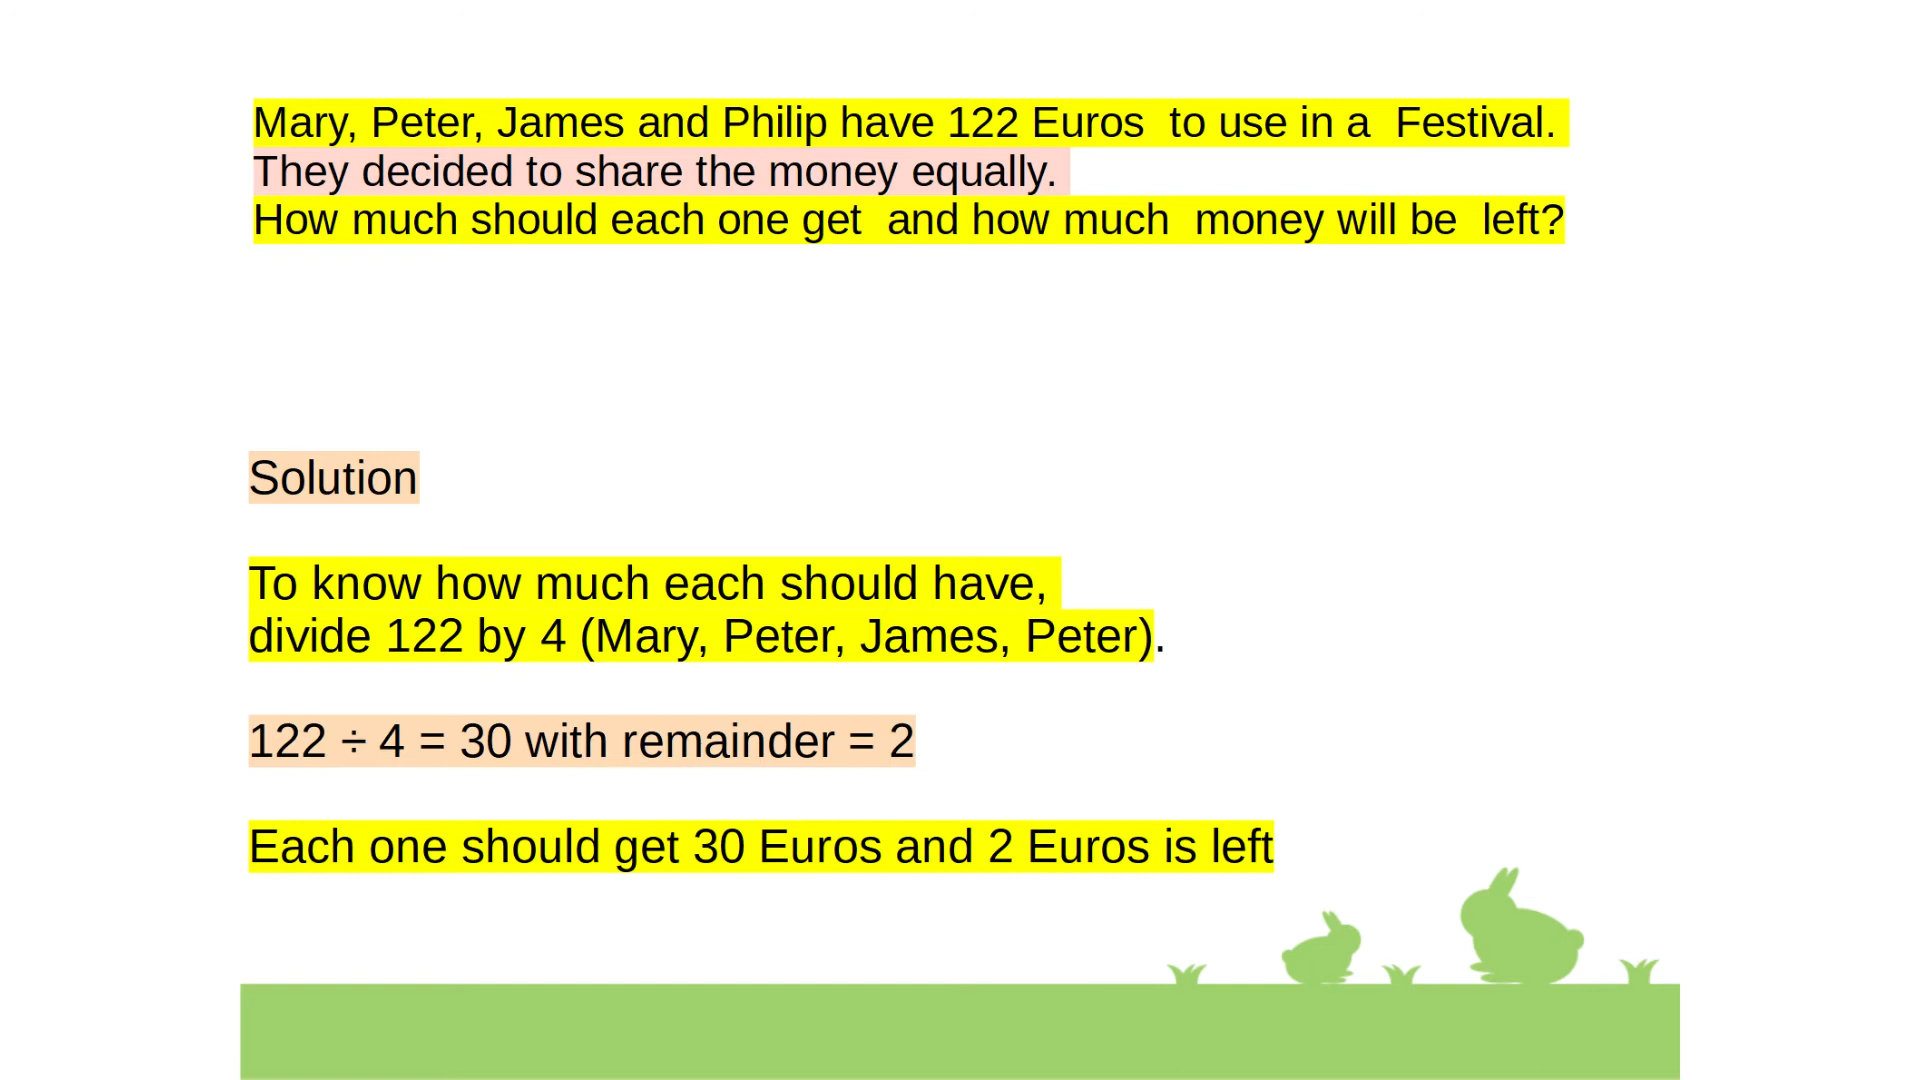 Mary, Peter, James and Philip have 122 Euros  to use in a  Festival.
They decided to share the money equally.
How much should each one get  and how much  money will be  left?
Solution
To know how much each should have,
divide 122 by 4 (Mary, Peter, James, Peter).
122 ÷ 4 = 30 with remainder = 2
Each one should get 30 Euros and 2 Euros is left